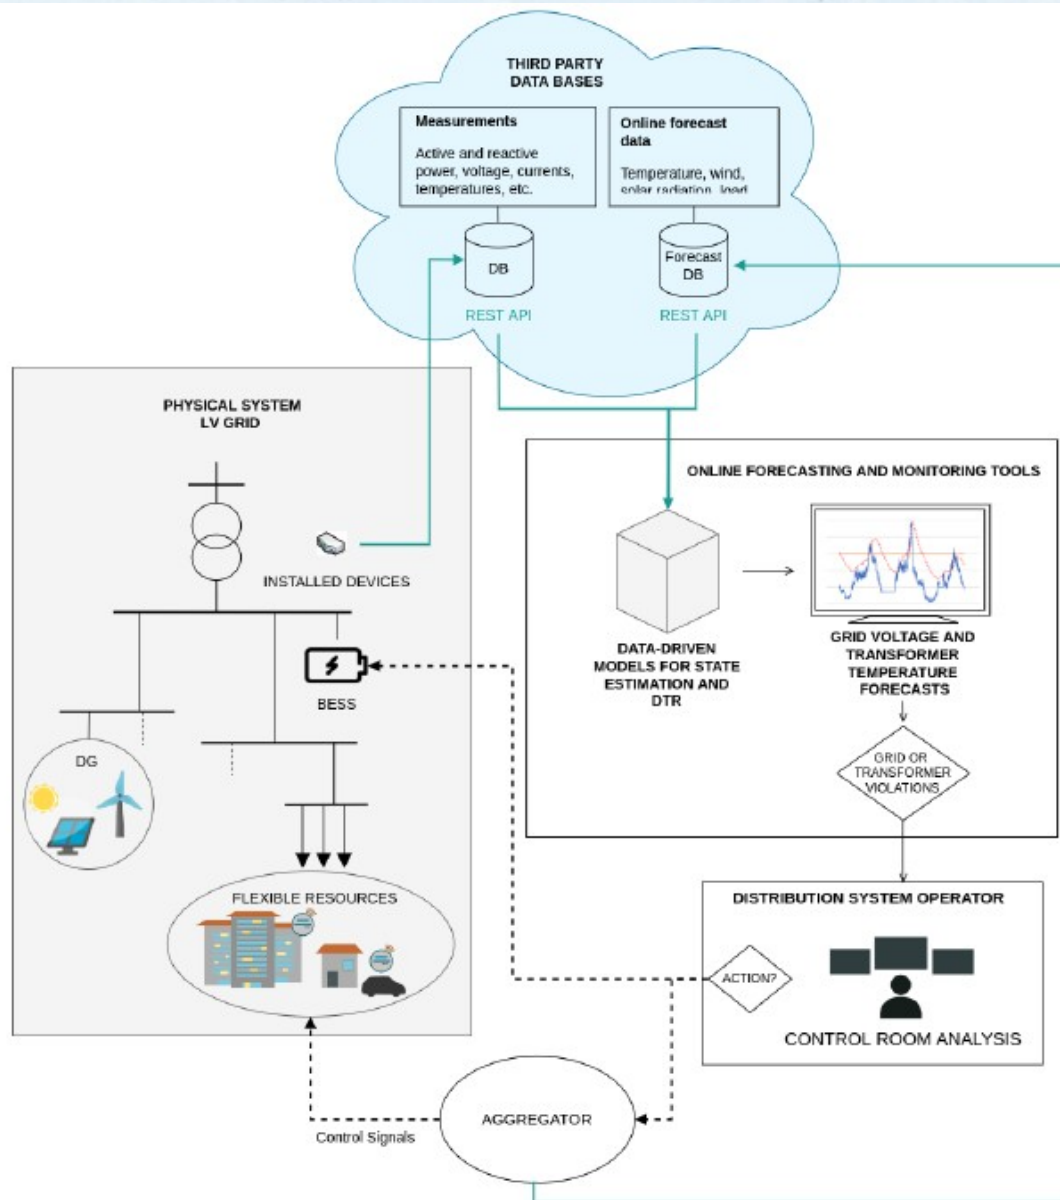 THIRD PARTY
DATA BASES
Measurements
Active and reactive
power, voltage, currents,
temperatures, etc.
Online forecast
data
Temperature, wind,
solar radiation, load
DB
Forecast
DB
REST API
REST API
PHYSICAL SYSTEM
LV GRID
INSTALLED DEVICES
BESS
DG
FLEXIBLE RESOURCES
ONLINE FORECASTING AND MONITORING TOOLS
DATA-DRIVEN
MODELS FOR STATE
ESTIMATION AND
DTR
GRID VOLTAGE AND
TRANSFORMER
TEMPERATURE
FORECASTS
GRID OR
TRANSFORMER
VIOLATIONS
DISTRIBUTION SYSTEM OPERATOR
ACTION?
CONTROL ROOM ANALYSIS
AGGREGATOR
Control Signals